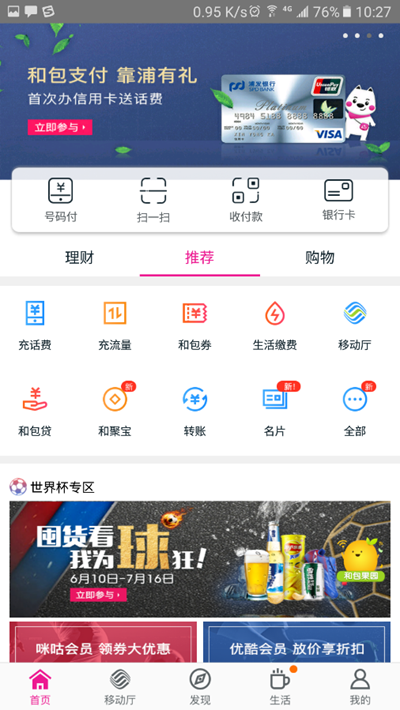 0.95 K/s 4G 76% 10:27
和包支付 靠浦有礼
首次办信用卡送话费
立即参与
浦发银行
SPD BANK
Platinum
UnionPay
银联
VISA
号码付 扫一扫 收付款 银行卡
理财 推荐 购物
充话费 充流量 和包券 生活缴费 移动厅
新 新! 新
和包贷 和聚宝 转账 名片 全部
世界杯专区
囤货看
我为球狂!
6月10日-7月16日
立即参与
和包果园
咪咕会员 领券大优惠 优酷会员 放价享折扣
首页 移动厅 发现 生活 我的